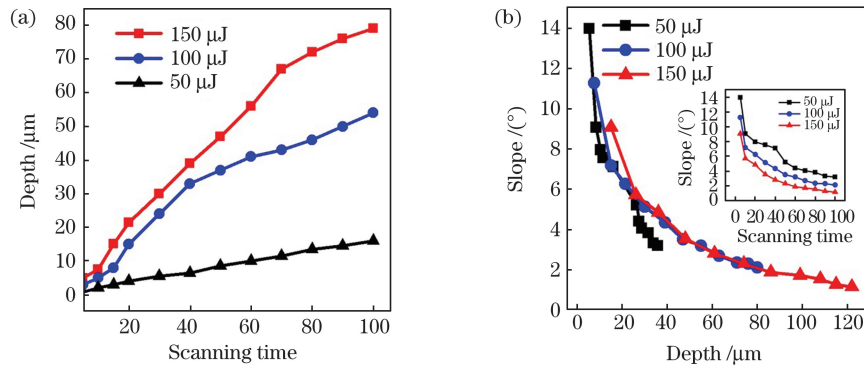 (a)
80
70
60
50
40
30
20
10
0
Depth /μm
150 μJ
100 μJ
50 μJ
20 40 60 80 100
Scanning time
(b)
14
12
10
8
6
4
2
0
Slope /(°)
50 μJ
100 μJ
150 μJ
0 20 40 60 80 100 120
Depth /μm
14
12
10
8
6
4
2
0
Slope /(°)
50 μJ
100 μJ
150 μJ
0 20 40 60 80 100
Scanning time